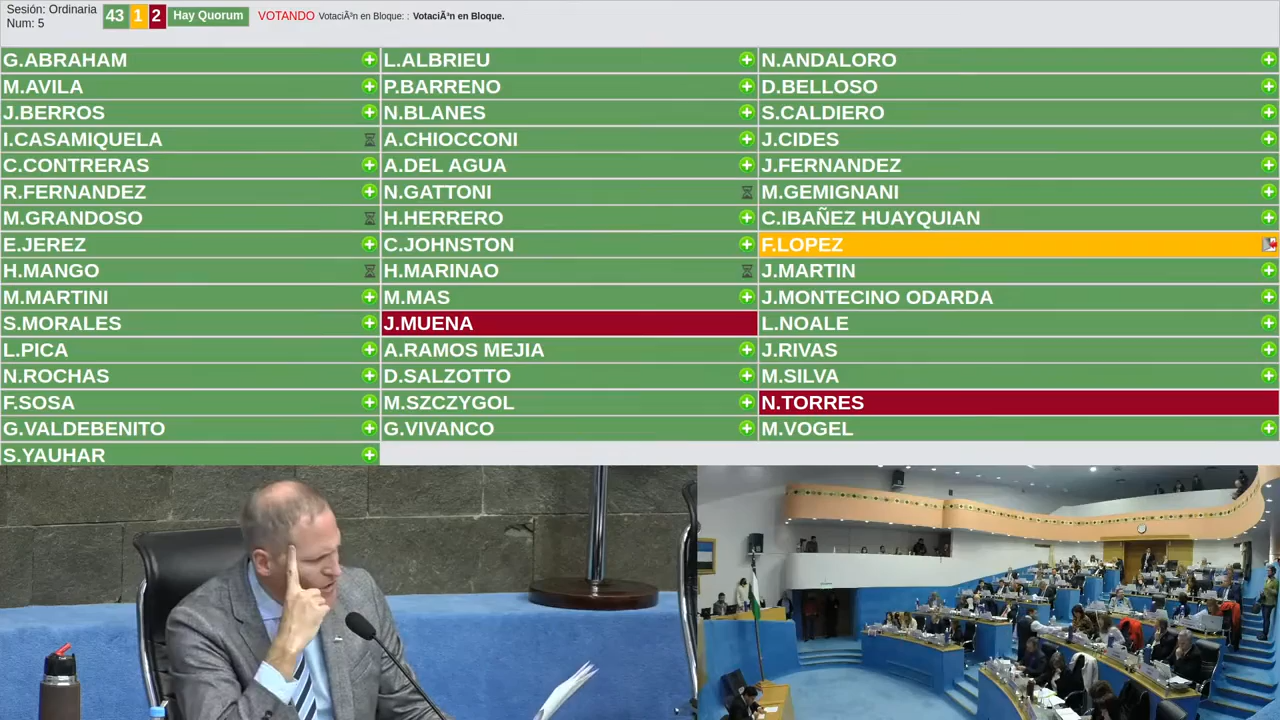 Sesión: Ordinaria
Num: 5
43 1 2 Hay Quorum
VOTANDO VotaciÃ³n en Bloque: : VotaciÃ³n en Bloque.
G.ABRAHAM L.ALBRIEU N.ANDALORO
M.AVILA P.BARRENO D.BELLOSO
J.BERROS N.BLANES S.CALDIERO
I.CASAMIQUELA A.CHIOCCONI J.CIDES
C.CONTRERAS A.DEL AGUA J.FERNANDEZ
R.FERNANDEZ N.GATTONI M.GEMIGNANI
M.GRANDOSO H.HERRERO C.IBAÑEZ HUAYQUIAN
E.JEREZ C.JOHNSTON F.LOPEZ
H.MANGO H.MARINAO J.MARTIN
M.MARTINI M.MAS J.MONTECINO ODARDA
S.MORALES J.MUENA L.NOALE
L.PICA A.RAMOS MEJIA J.RIVAS
N.ROCHAS D.SALZOTTO M.SILVA
F.SOSA M.SZCZYGOL N.TORRES
G.VALDEBENITO G.VIVANCO M.VOGEL
S.YAUHAR